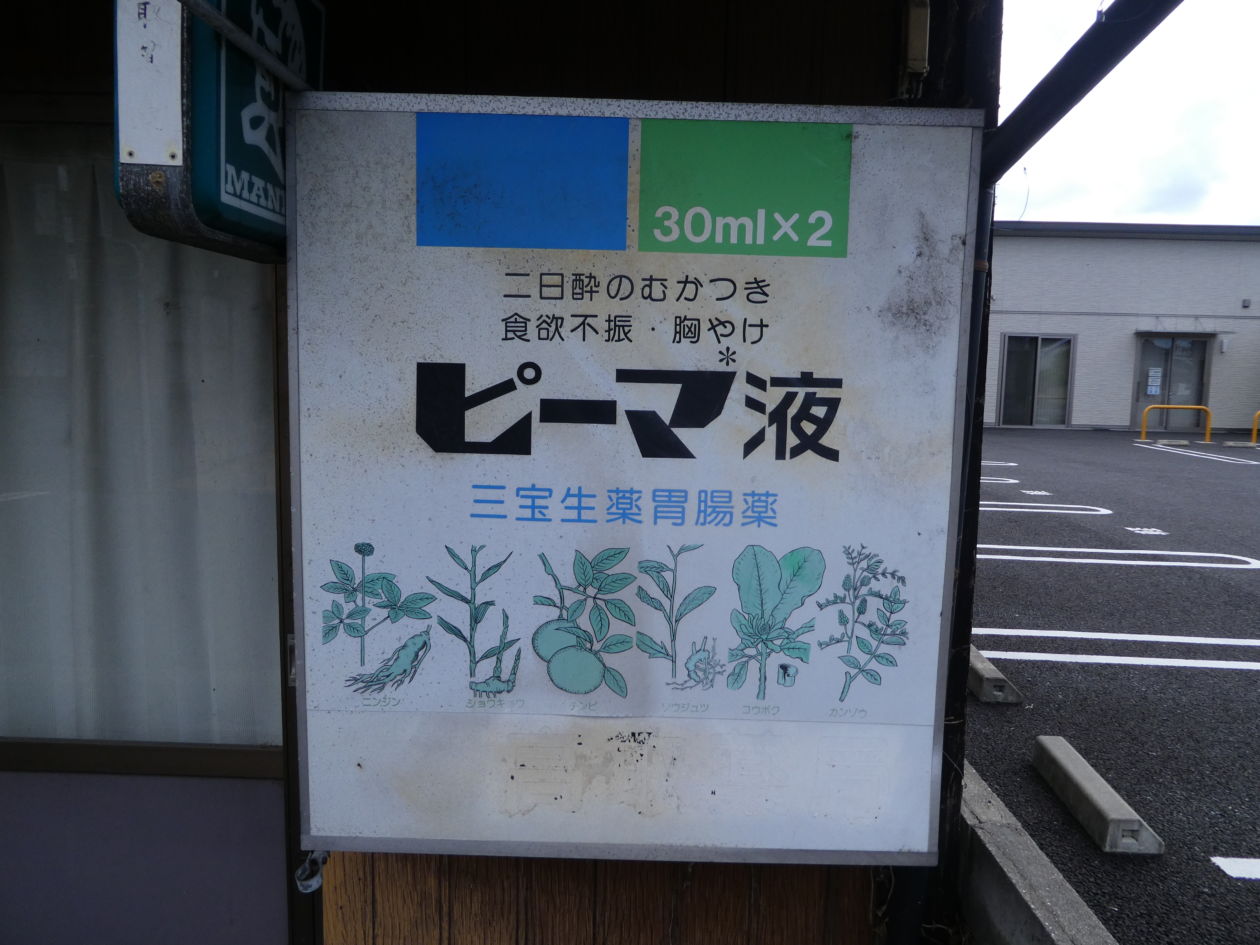 MAN
30ml×2
二日酔のむかつき
食欲不振・胸やけ
ピーマ*液
三宝生薬胃腸薬
ニンジン ショウキョウ チンピ ソウジュツ コウボク カンゾウ